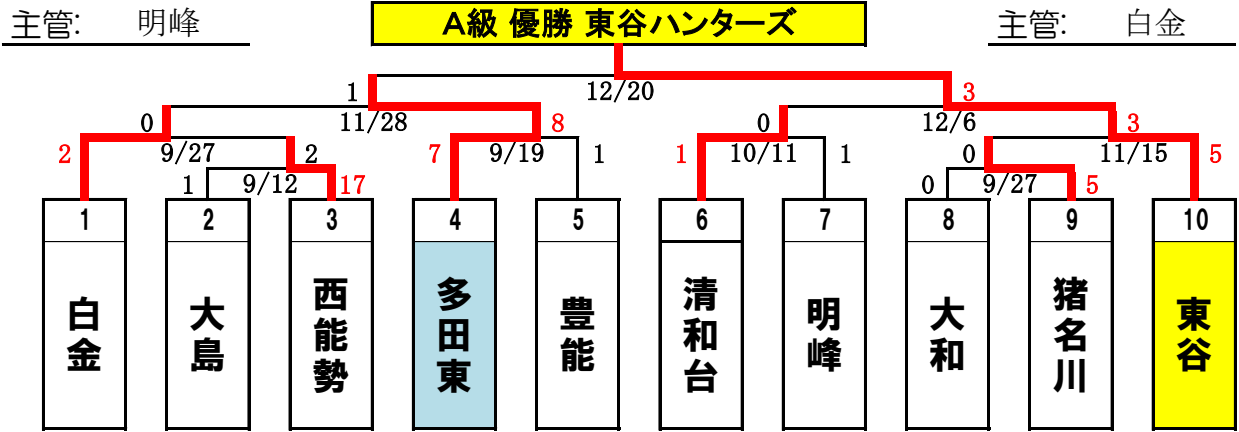 主管: 明峰
A級 優勝 東谷ハンターズ
主管: 白金
1 12/20 3
0 11/28 8 0 12/6 3
2 9/27 2 7 9/19 1 1 10/11 1 0 11/15 5
1 9/12 17 0 9/27 5
1 2 3 4 5 6 7 8 9 10
白金
大島
西能勢
多田東
豊能
清和台
明峰
大和
猪名川
東谷